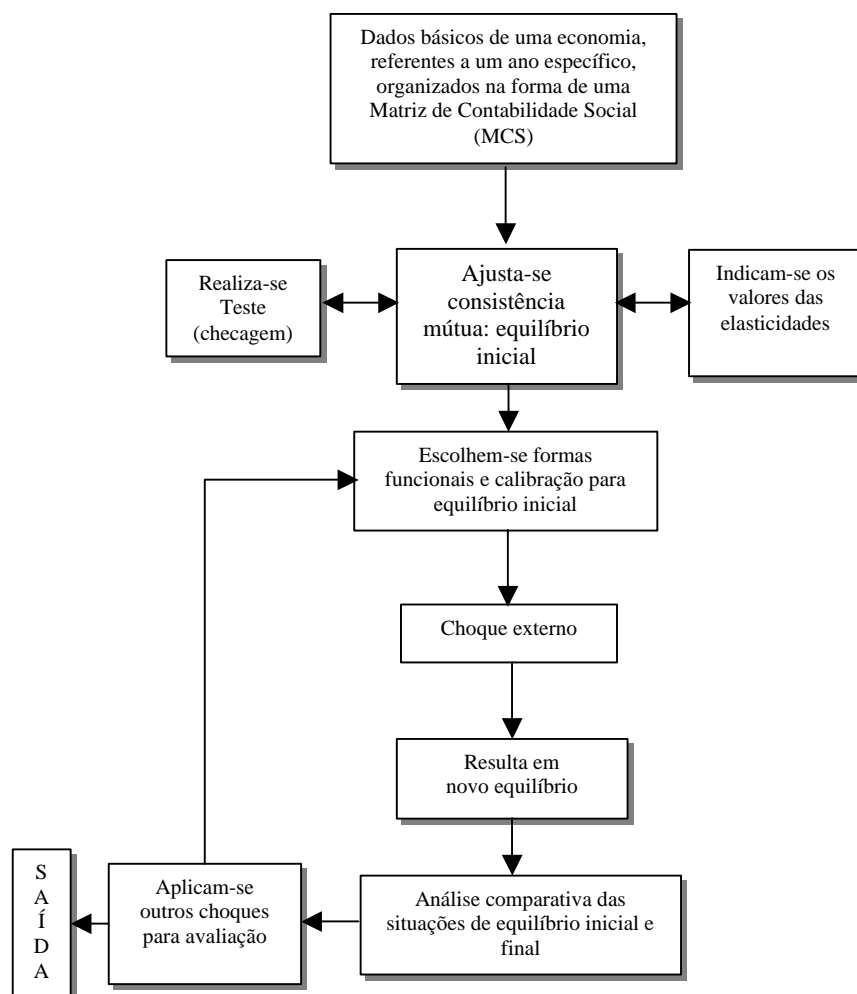 Dados básicos de uma economia,
referentes a um ano específico,
organizados na forma de uma
Matriz de Contabilidade Social
(MCS)
Realiza-se
Teste
(checagem)
Ajusta-se
consistência
mútua: equilíbrio
inicial
Indicam-se os
valores das
elasticidades
Escolhem-se formas
funcionais e calibração para
equilíbrio inicial
Choque externo
Resulta em
novo equilíbrio
Análise comparativa das
situações de equilíbrio inicial e
final
Aplicam-se
outros choques
para avaliação
S
A
Í
D
A